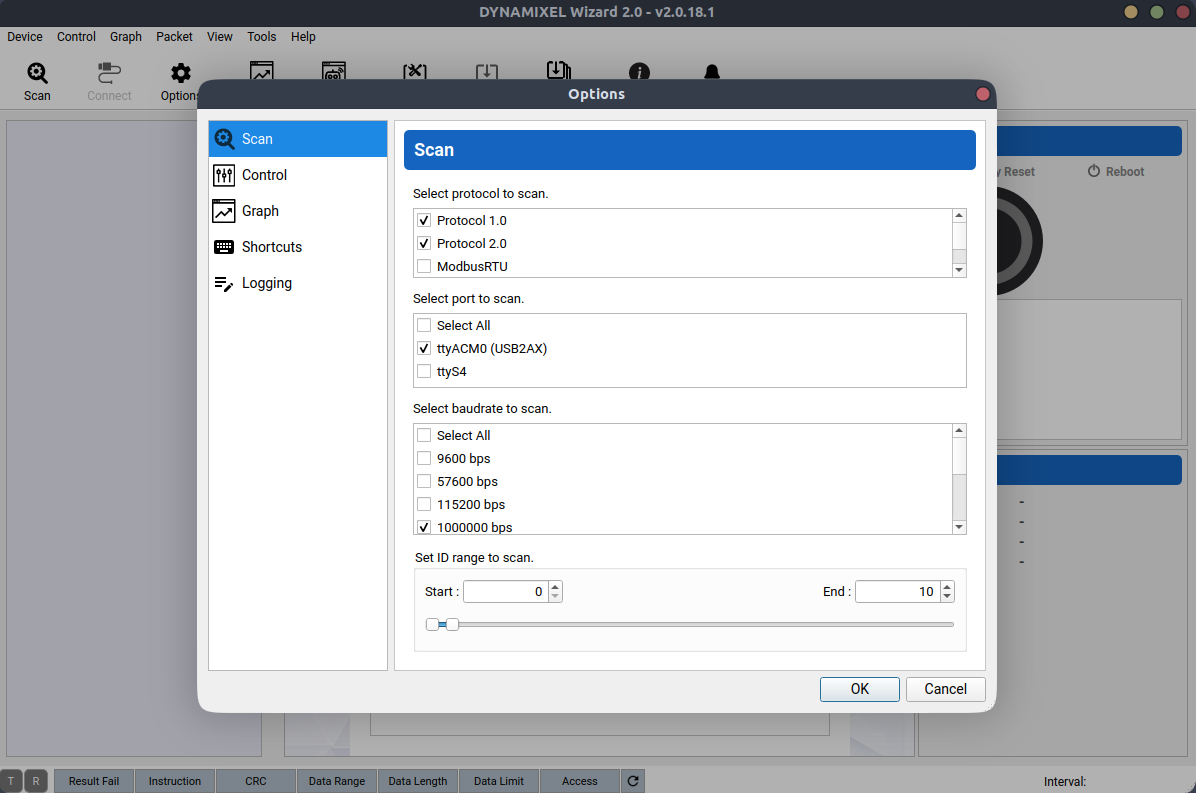 DYNAMIXEL Wizard 2.0 - v2.0.18.1
Device Control Graph Packet View Tools Help
Scan Connect Option
Options
Scan
Control
Graph
Shortcuts
Logging
Scan
Select protocol to scan.
Protocol 1.0
Protocol 2.0
ModbusRTU
Select port to scan.
Select All
ttyACM0 (USB2AX)
ttyS4
Select baudrate to scan.
Select All
9600 bps
57600 bps
115200 bps
1000000 bps
Set ID range to scan.
Start : 0 End : 10
OK Cancel
y Reset Reboot
-
-
-
-
T R Result Fail Instruction CRC Data Range Data Length Data Limit Access Interval: